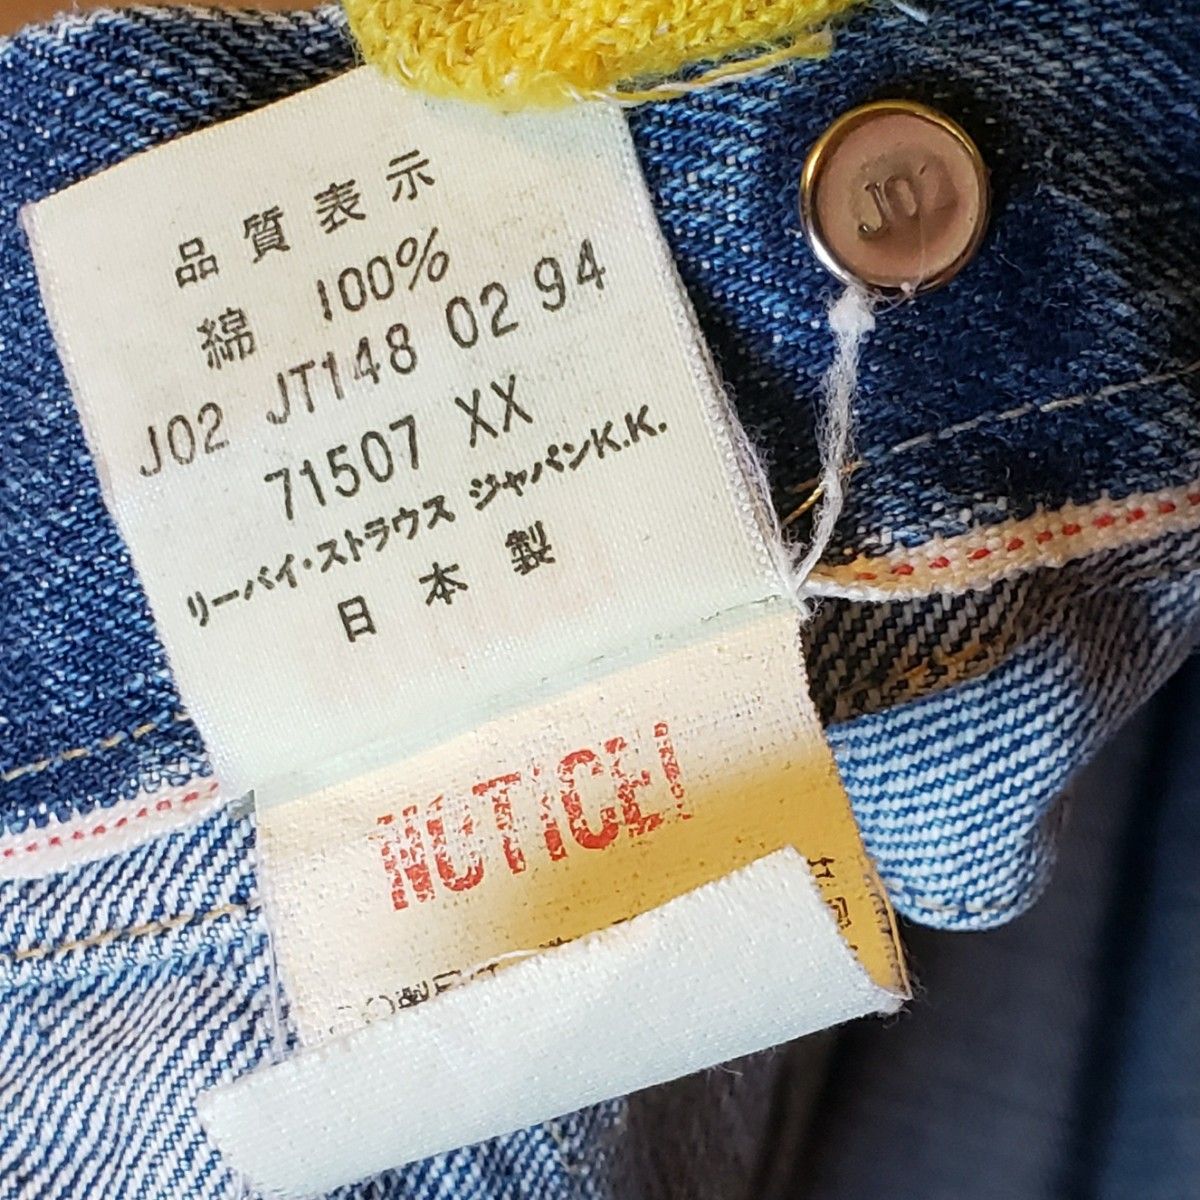 品質表示
綿 100%
J02 JT148 02 94
71507 XX
リーバイ・ストラウス ジャパンK.K.
日本製
NOTICE!
J02